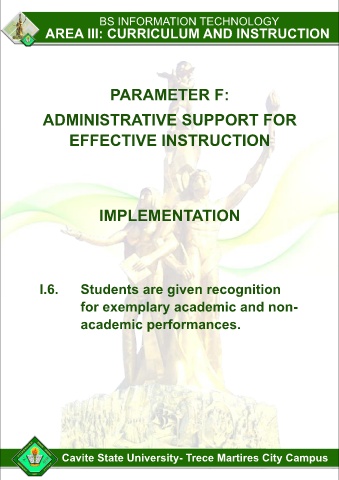 BS INFORMATION TECHNOLOGY
AREA III: CURRICULUM AND INSTRUCTION
PARAMETER F:
ADMINISTRATIVE SUPPORT FOR
EFFECTIVE INSTRUCTION
IMPLEMENTATION
I.6. Students are given recognition
for exemplary academic and non-
academic performances.
Cavite State University- Trece Martires City Campus